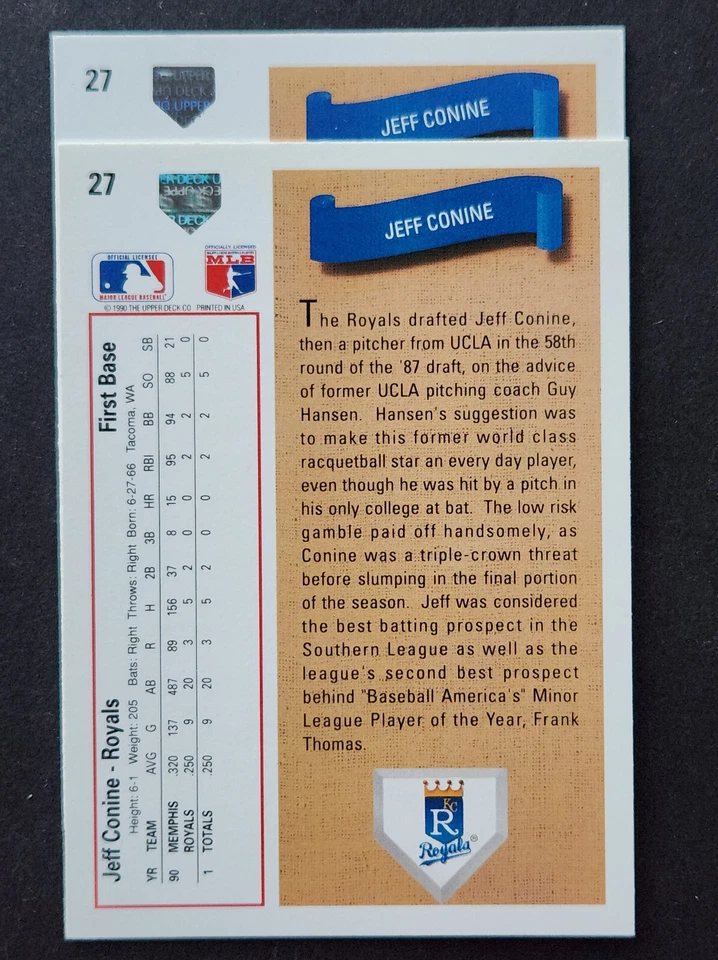 27
JEFF CONINE
27
JEFF CONINE
OFFICIAL LICENSEE
MAJOR LEAGUE BASEBALL
OFFICIALLY LICENSED
MLB
© 1990 THE UPPER DECK CO. PRINTED IN USA
Jeff Conine - Royals First Base
Height: 6-1 Weight: 205 Bats: Right Throws: Right Born: 6-27-66 Tacoma, WA
YR TEAM AVG G AB R H 2B 3B HR RBI BB SO SB
90 MEMPHIS .320 137 487 89 156 37 8 15 95 94 88 21
ROYALS .250 9 20 3 5 2 0 0 2 2 5 0
1 TOTALS .250 9 20 3 5 2 0 0 2 2 5 0
The Royals drafted Jeff Conine,
then a pitcher from UCLA in the 58th
round of the '87 draft, on the advice
of former UCLA pitching coach Guy
Hansen. Hansen's suggestion was
to make this former world class
racquetball star an every day player,
even though he was hit by a pitch in
his only college at bat. The low risk
gamble paid off handsomely, as
Conine was a triple-crown threat
before slumping in the final portion
of the season. Jeff was considered
the best batting prospect in the
Southern League as well as the
league's second best prospect
behind "Baseball America's" Minor
League Player of the Year, Frank
Thomas.
KC
R
Royals®